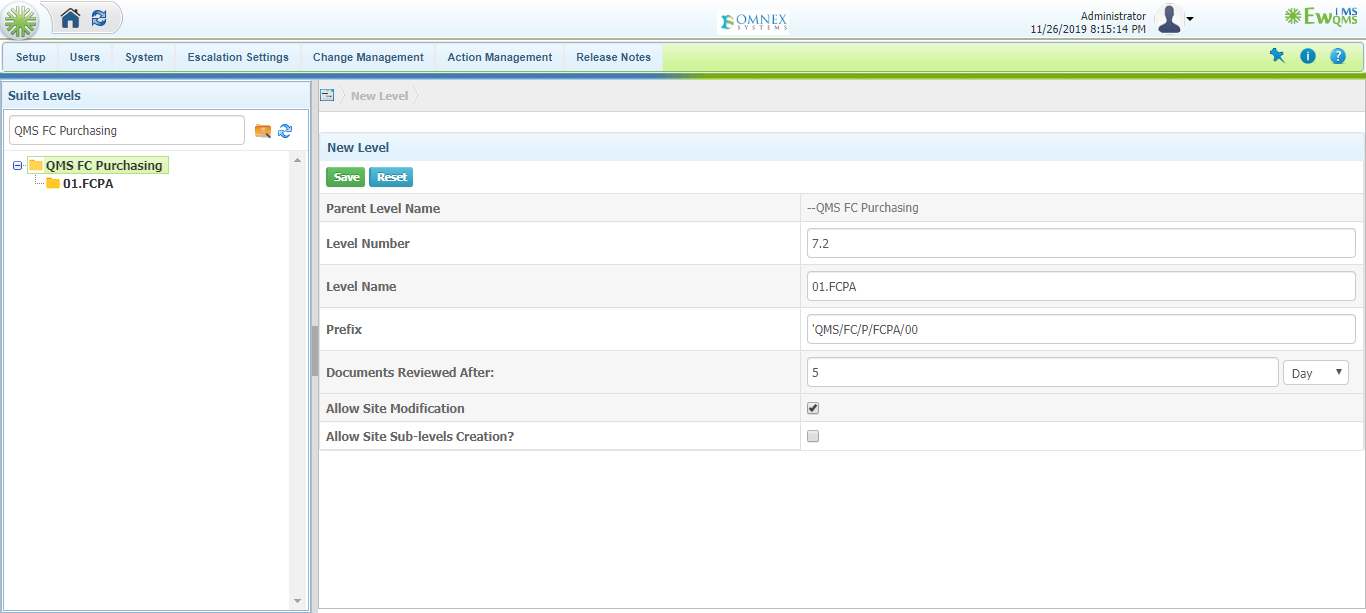 OMNEX
SYSTEMS
Administrator
11/26/2019 8:15:14 PM
EwIMS
QMS
Setup Users System Escalation Settings Change Management Action Management Release Notes
Suite Levels
QMS FC Purchasing
QMS FC Purchasing
01.FCPA
New Level
New Level
Save Reset
Parent Level Name --QMS FC Purchasing
Level Number 7.2
Level Name 01.FCPA
Prefix 'QMS/FC/P/FCPA/00
Documents Reviewed After: 5 Day
Allow Site Modification
Allow Site Sub-levels Creation?